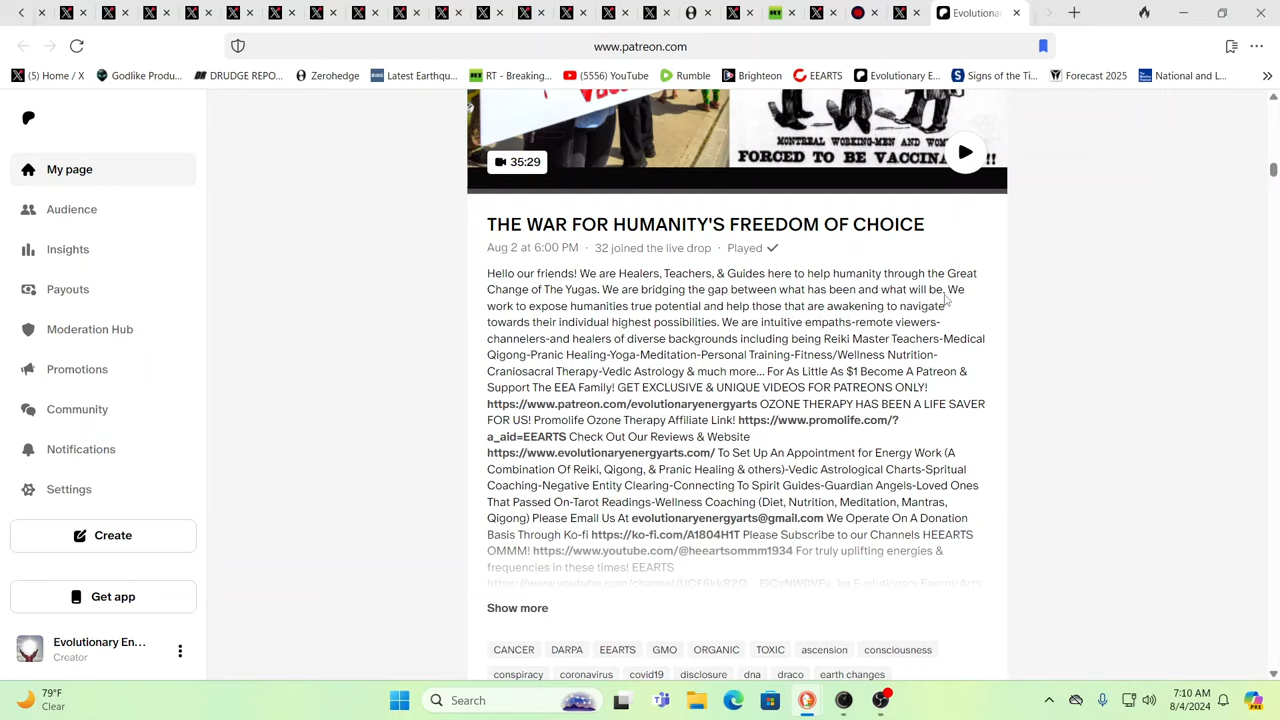 Evolutiona
www.patreon.com
(5) Home / X
Godlike Produ...
DRUDGE REPO...
Zerohedge
Latest Earthqu...
RT - Breaking...
(5556) YouTube
Rumble
Brighteon
EEARTS
Evolutionary E...
Signs of the Ti...
Forecast 2025
National and L...
My page
Audience
Insights
Payouts
Moderation Hub
Promotions
Community
Notifications
Settings
Create
Get app
Evolutionary En...
Creator
MONTREAL WORKING-MEN AND WOM
FORCED TO BE VACCINA !!
35:29
THE WAR FOR HUMANITY'S FREEDOM OF CHOICE
Aug 2 at 6:00 PM · 32 joined the live drop · Played
Hello our friends! We are Healers, Teachers, & Guides here to help humanity through the Great
Change of The Yugas. We are bridging the gap between what has been and what will be. We
work to expose humanities true potential and help those that are awakening to navigate
towards their individual highest possibilities. We are intuitive empaths-remote viewers-
channelers-and healers of diverse backgrounds including being Reiki Master Teachers-Medical
Qigong-Pranic Healing-Yoga-Meditation-Personal Training-Fitness/Wellness Nutrition-
Craniosacral Therapy-Vedic Astrology & much more... For As Little As $1 Become A Patreon &
Support The EEA Family! GET EXCLUSIVE & UNIQUE VIDEOS FOR PATREONS ONLY!
https://www.patreon.com/evolutionaryenergyarts OZONE THERAPY HAS BEEN A LIFE SAVER
FOR US! Promolife Ozone Therapy Affiliate Link! https://www.promolife.com/?
a_aid=EEARTS Check Out Our Reviews & Website
https://www.evolutionaryenergyarts.com/ To Set Up An Appointment for Energy Work (A
Combination Of Reiki, Qigong, & Pranic Healing & others)-Vedic Astrological Charts-Spritual
Coaching-Negative Entity Clearing-Connecting To Spirit Guides-Guardian Angels-Loved Ones
That Passed On-Tarot Readings-Wellness Coaching (Diet, Nutrition, Meditation, Mantras,
Qigong) Please Email Us At evolutionaryenergyarts@gmail.com We Operate On A Donation
Basis Through Ko-fi https://ko-fi.com/A1804H1T Please Subscribe to our Channels HEEARTS
OMMM! https://www.youtube.com/@heeartsommm1934 For truly uplifting energies &
frequencies in these times! EEARTS
Evolutionary Energy Arts
Show more
CANCER DARPA EEARTS GMO ORGANIC TOXIC ascension consciousness
conspiracy coronavirus covid19 disclosure dna draco earth changes
79°F
Clear
Search
7:10 AM
8/4/2024